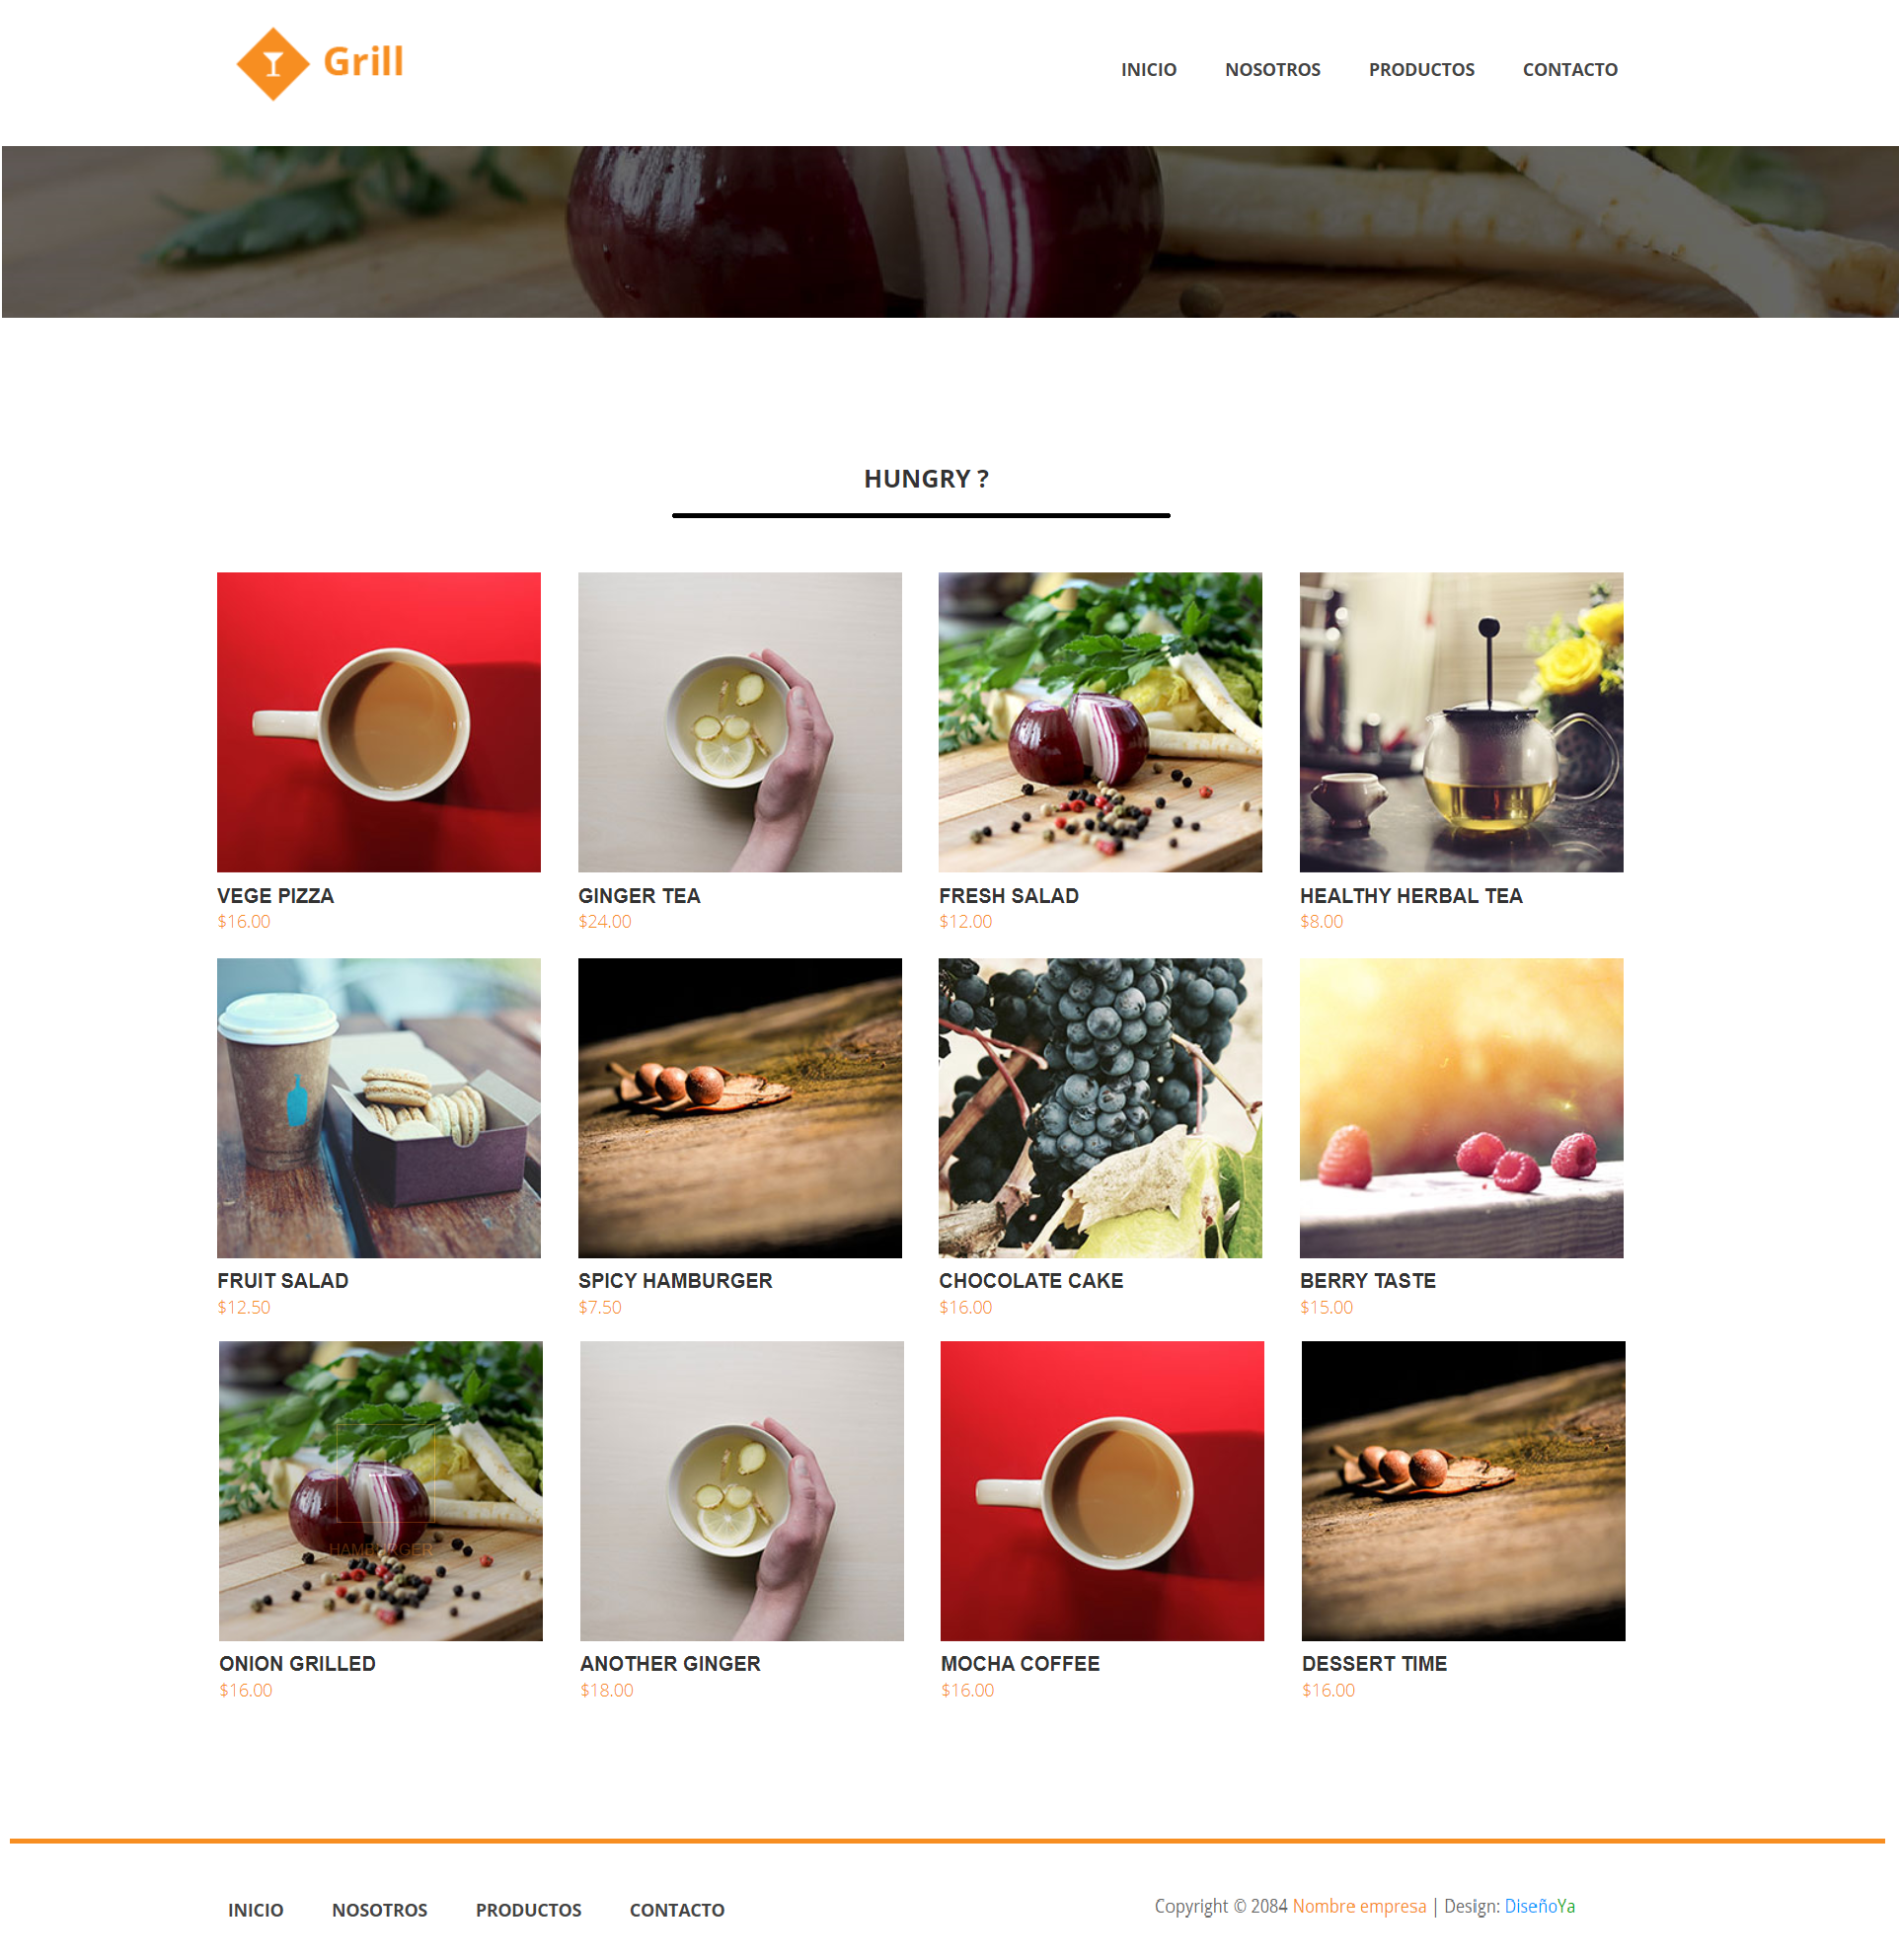 Grill
INICIO NOSOTROS PRODUCTOS CONTACTO
HUNGRY ?
VEGE PIZZA
$16.00
GINGER TEA
$24.00
FRESH SALAD
$12.00
HEALTHY HERBAL TEA
$8.00
FRUIT SALAD
$12.50
SPICY HAMBURGER
$7.50
CHOCOLATE CAKE
$16.00
BERRY TASTE
$15.00
HAMBURGER
ONION GRILLED
$16.00
ANOTHER GINGER
$18.00
MOCHA COFFEE
$16.00
DESSERT TIME
$16.00
INICIO NOSOTROS PRODUCTOS CONTACTO
Copyright © 2084 Nombre empresa | Design: DiseñoYa